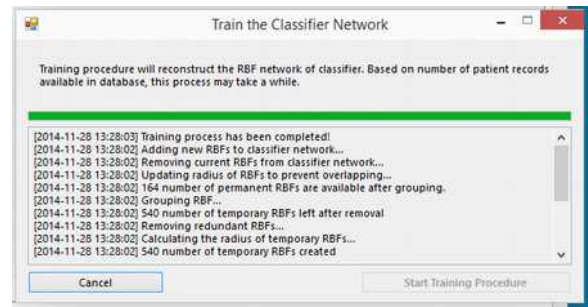 Train the Classifier Network
Training procedure will reconstruct the RBF network of classifier. Based on number of patient records
available in database, this process may take a while.
[2014-11-28 13:28:03] Training process has been completed!
[2014-11-28 13:28:02] Adding new RBFs to classifier network...
[2014-11-28 13:28:02] Removing current RBFs from classifier network...
[2014-11-28 13:28:02] Updating radius of RBFs to prevent overlapping...
[2014-11-28 13:28:02] 164 number of permanent RBFs are available after grouping.
[2014-11-28 13:28:02] Grouping RBF...
[2014-11-28 13:28:02] 540 number of temporary RBFs left after removal
[2014-11-28 13:28:02] Removing redundant RBFs...
[2014-11-28 13:28:02] Calculating the radius of temporary RBFs...
[2014-11-28 13:28:02] 540 number of temporary RBFs created
Cancel
Start Training Procedure